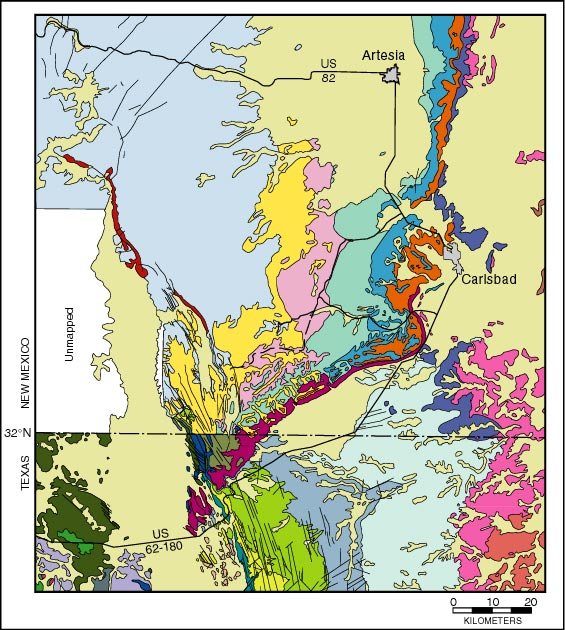 Artesia
US
82
Carlsbad
Unmapped
NEW MEXICO
32°N
TEXAS
US
62-180
0 10 20
KILOMETERS